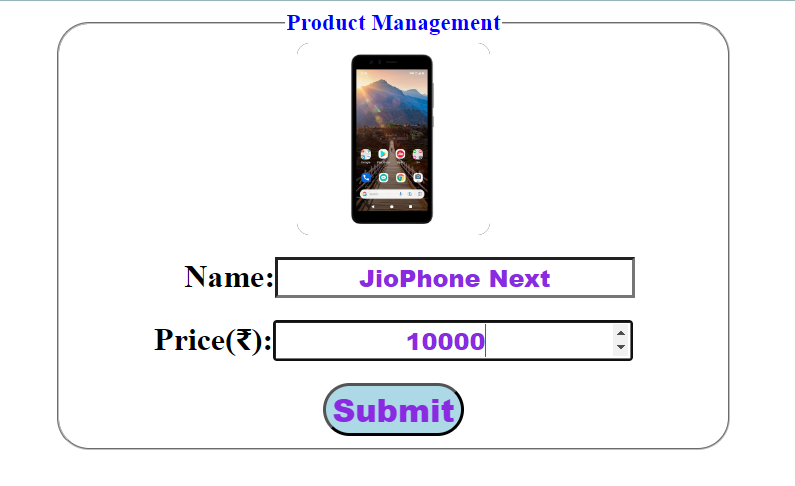 Product Management
Name: JioPhone Next
Price(₹): 10000
Submit